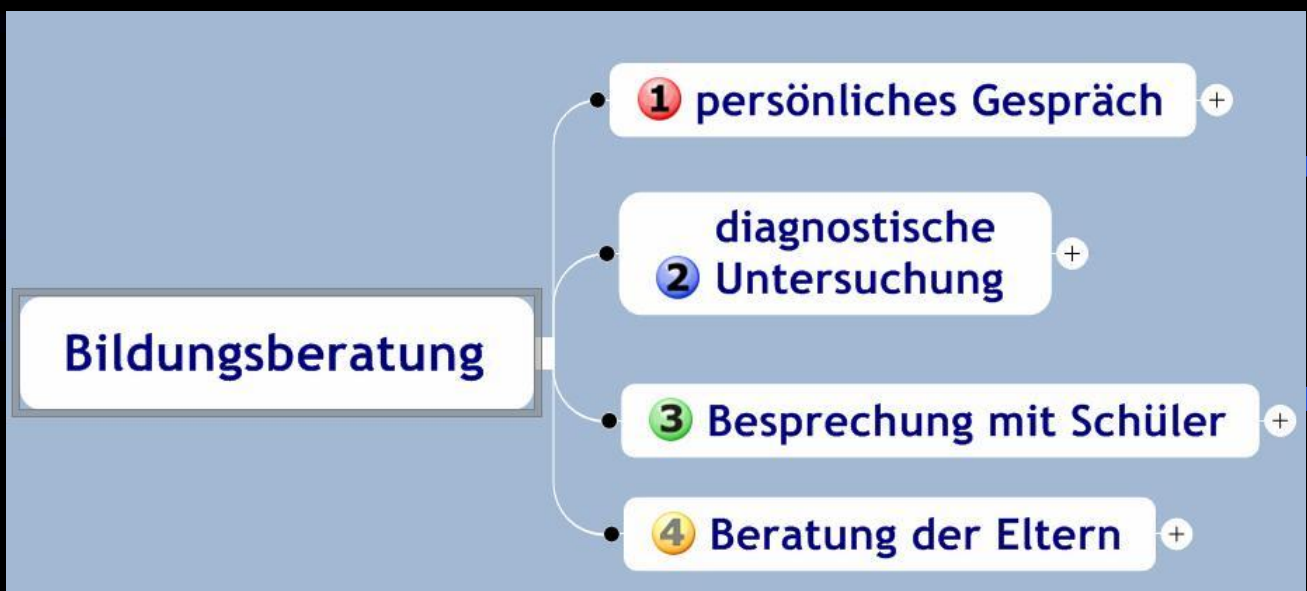 Bildungsberatung
1 persönliches Gespräch
diagnostische
2 Untersuchung
3 Besprechung mit Schüler
4 Beratung der Eltern